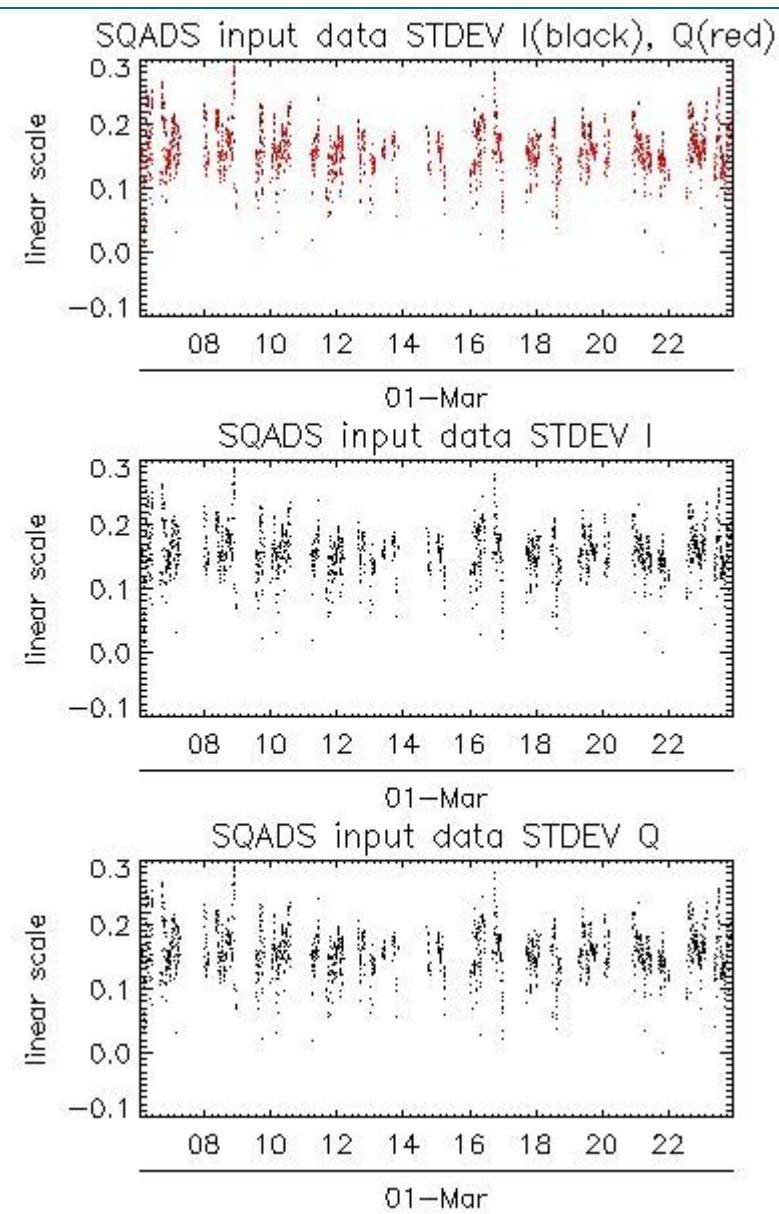 SQADS input data STDEV I(black), Q(red)
linear scale
0.3
0.2
0.1
0.0
−0.1
08 10 12 14 16 18 20 22
01−Mar
SQADS input data STDEV I
linear scale
0.3
0.2
0.1
0.0
−0.1
08 10 12 14 16 18 20 22
01−Mar
SQADS input data STDEV Q
linear scale
0.3
0.2
0.1
0.0
−0.1
08 10 12 14 16 18 20 22
01−Mar